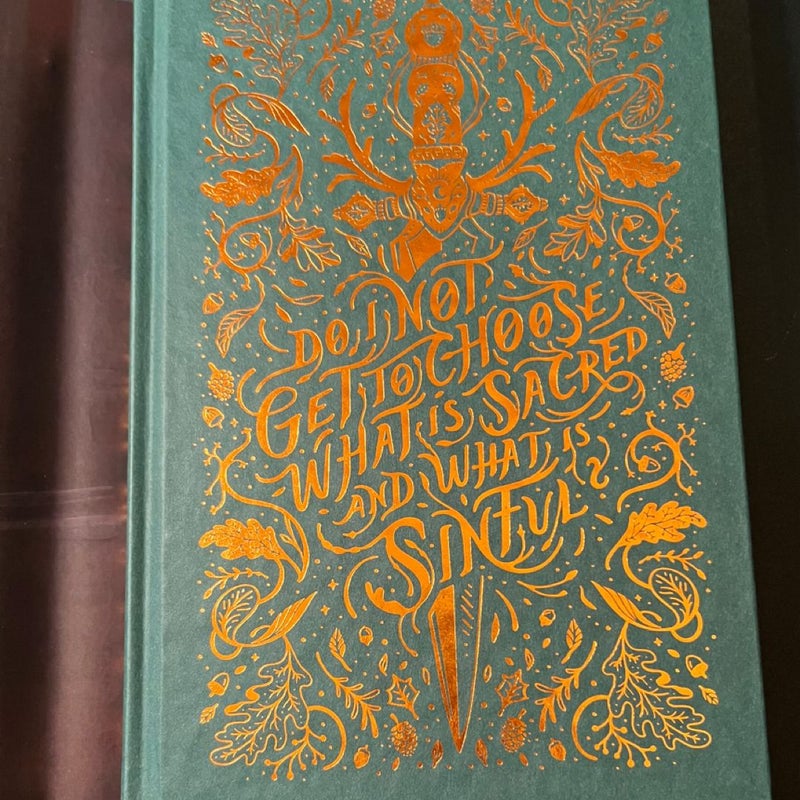 DO I NOT
GET TO CHOOSE
WHAT IS SACRED
AND WHAT IS
SINFUL?